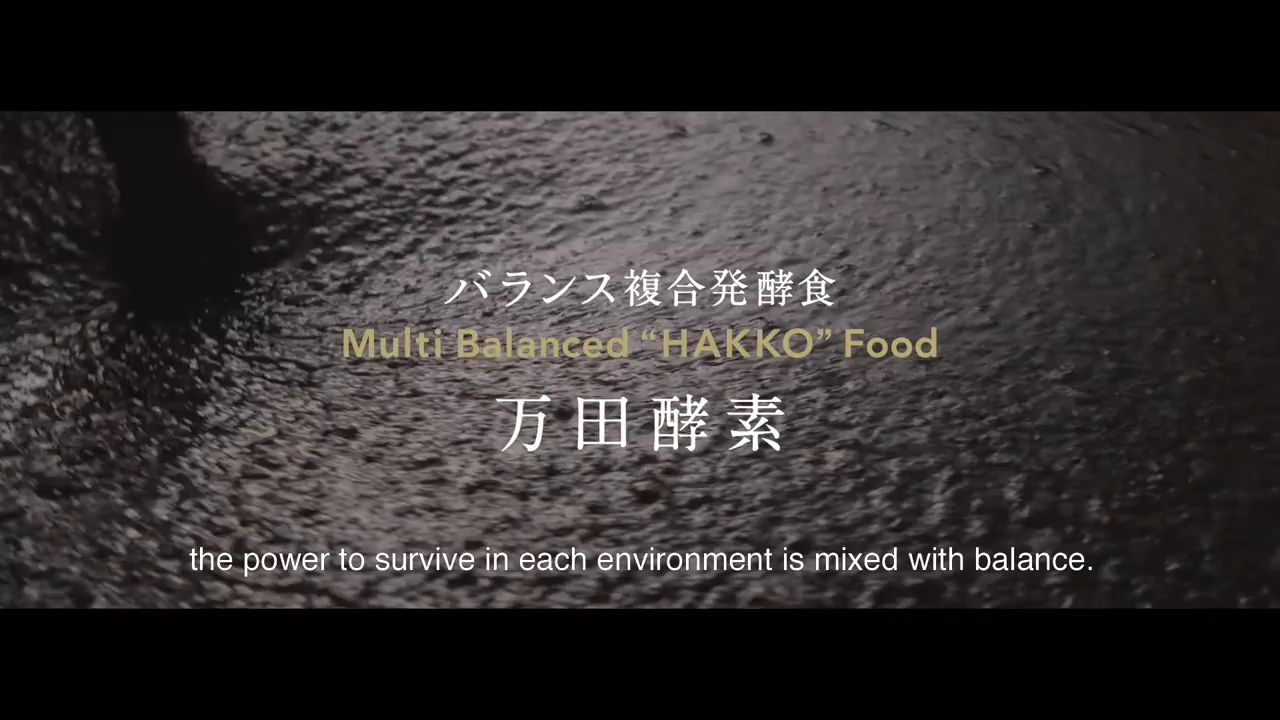 バランス複合発酵食
Multi Balanced “HAKKO” Food
万田酵素
the power to survive in each environment is mixed with balance.